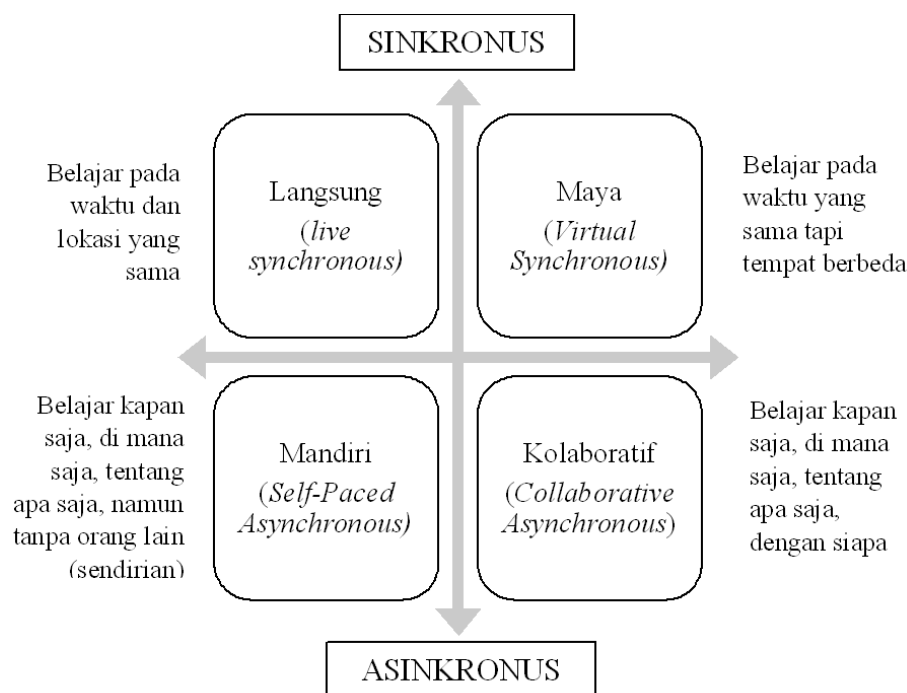 SINKRONUS
Belajar pada
waktu dan
lokasi yang
sama
Langsung
(live
synchronous)
Maya
(Virtual
Synchronous)
Belajar pada
waktu yang
sama tapi
tempat berbeda
Belajar kapan
saja, di mana
saja, tentang
apa saja, namun
tanpa orang lain
(sendirian)
Mandiri
(Self-Paced
Asynchronous)
Kolaboratif
(Collaborative
Asynchronous)
Belajar kapan
saja, di mana
saja, tentang
apa saja,
dengan siapa
ASINKRONUS